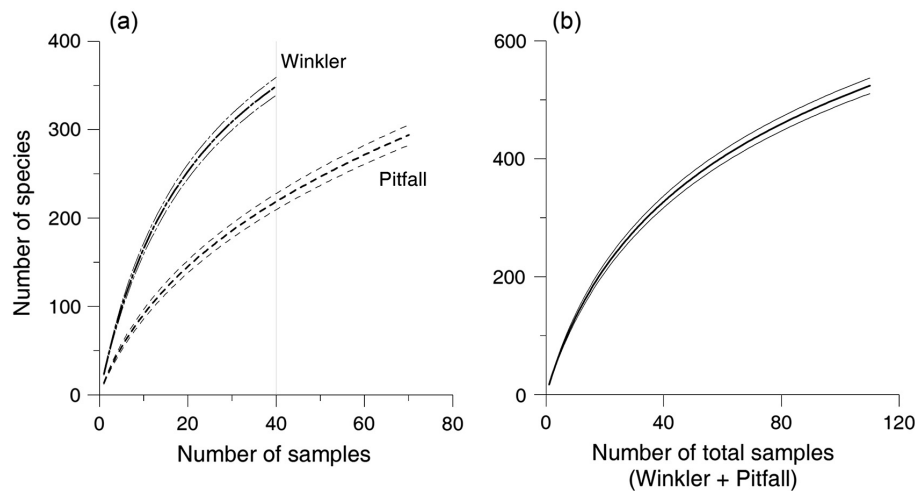 (a)
400
300
200
100
0
Number of species
Winkler
Pitfall
0 20 40 60 80
Number of samples
(b)
600
400
200
0
0 40 80 120
Number of total samples
(Winkler + Pitfall)